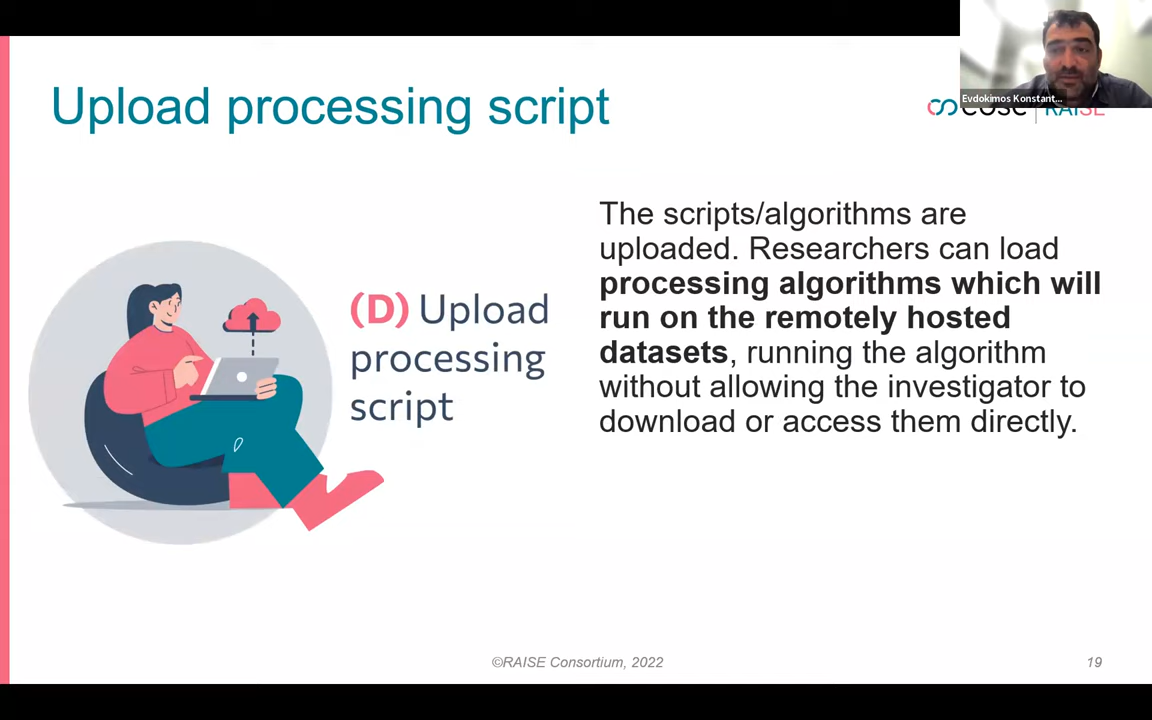 Upload processing script
Evdokimos Konstant...
eosc | RAISE
The scripts/algorithms are
uploaded. Researchers can load
processing algorithms which will
run on the remotely hosted
datasets, running the algorithm
without allowing the investigator to
download or access them directly.
(D) Upload
processing
script
©RAISE Consortium, 2022
19